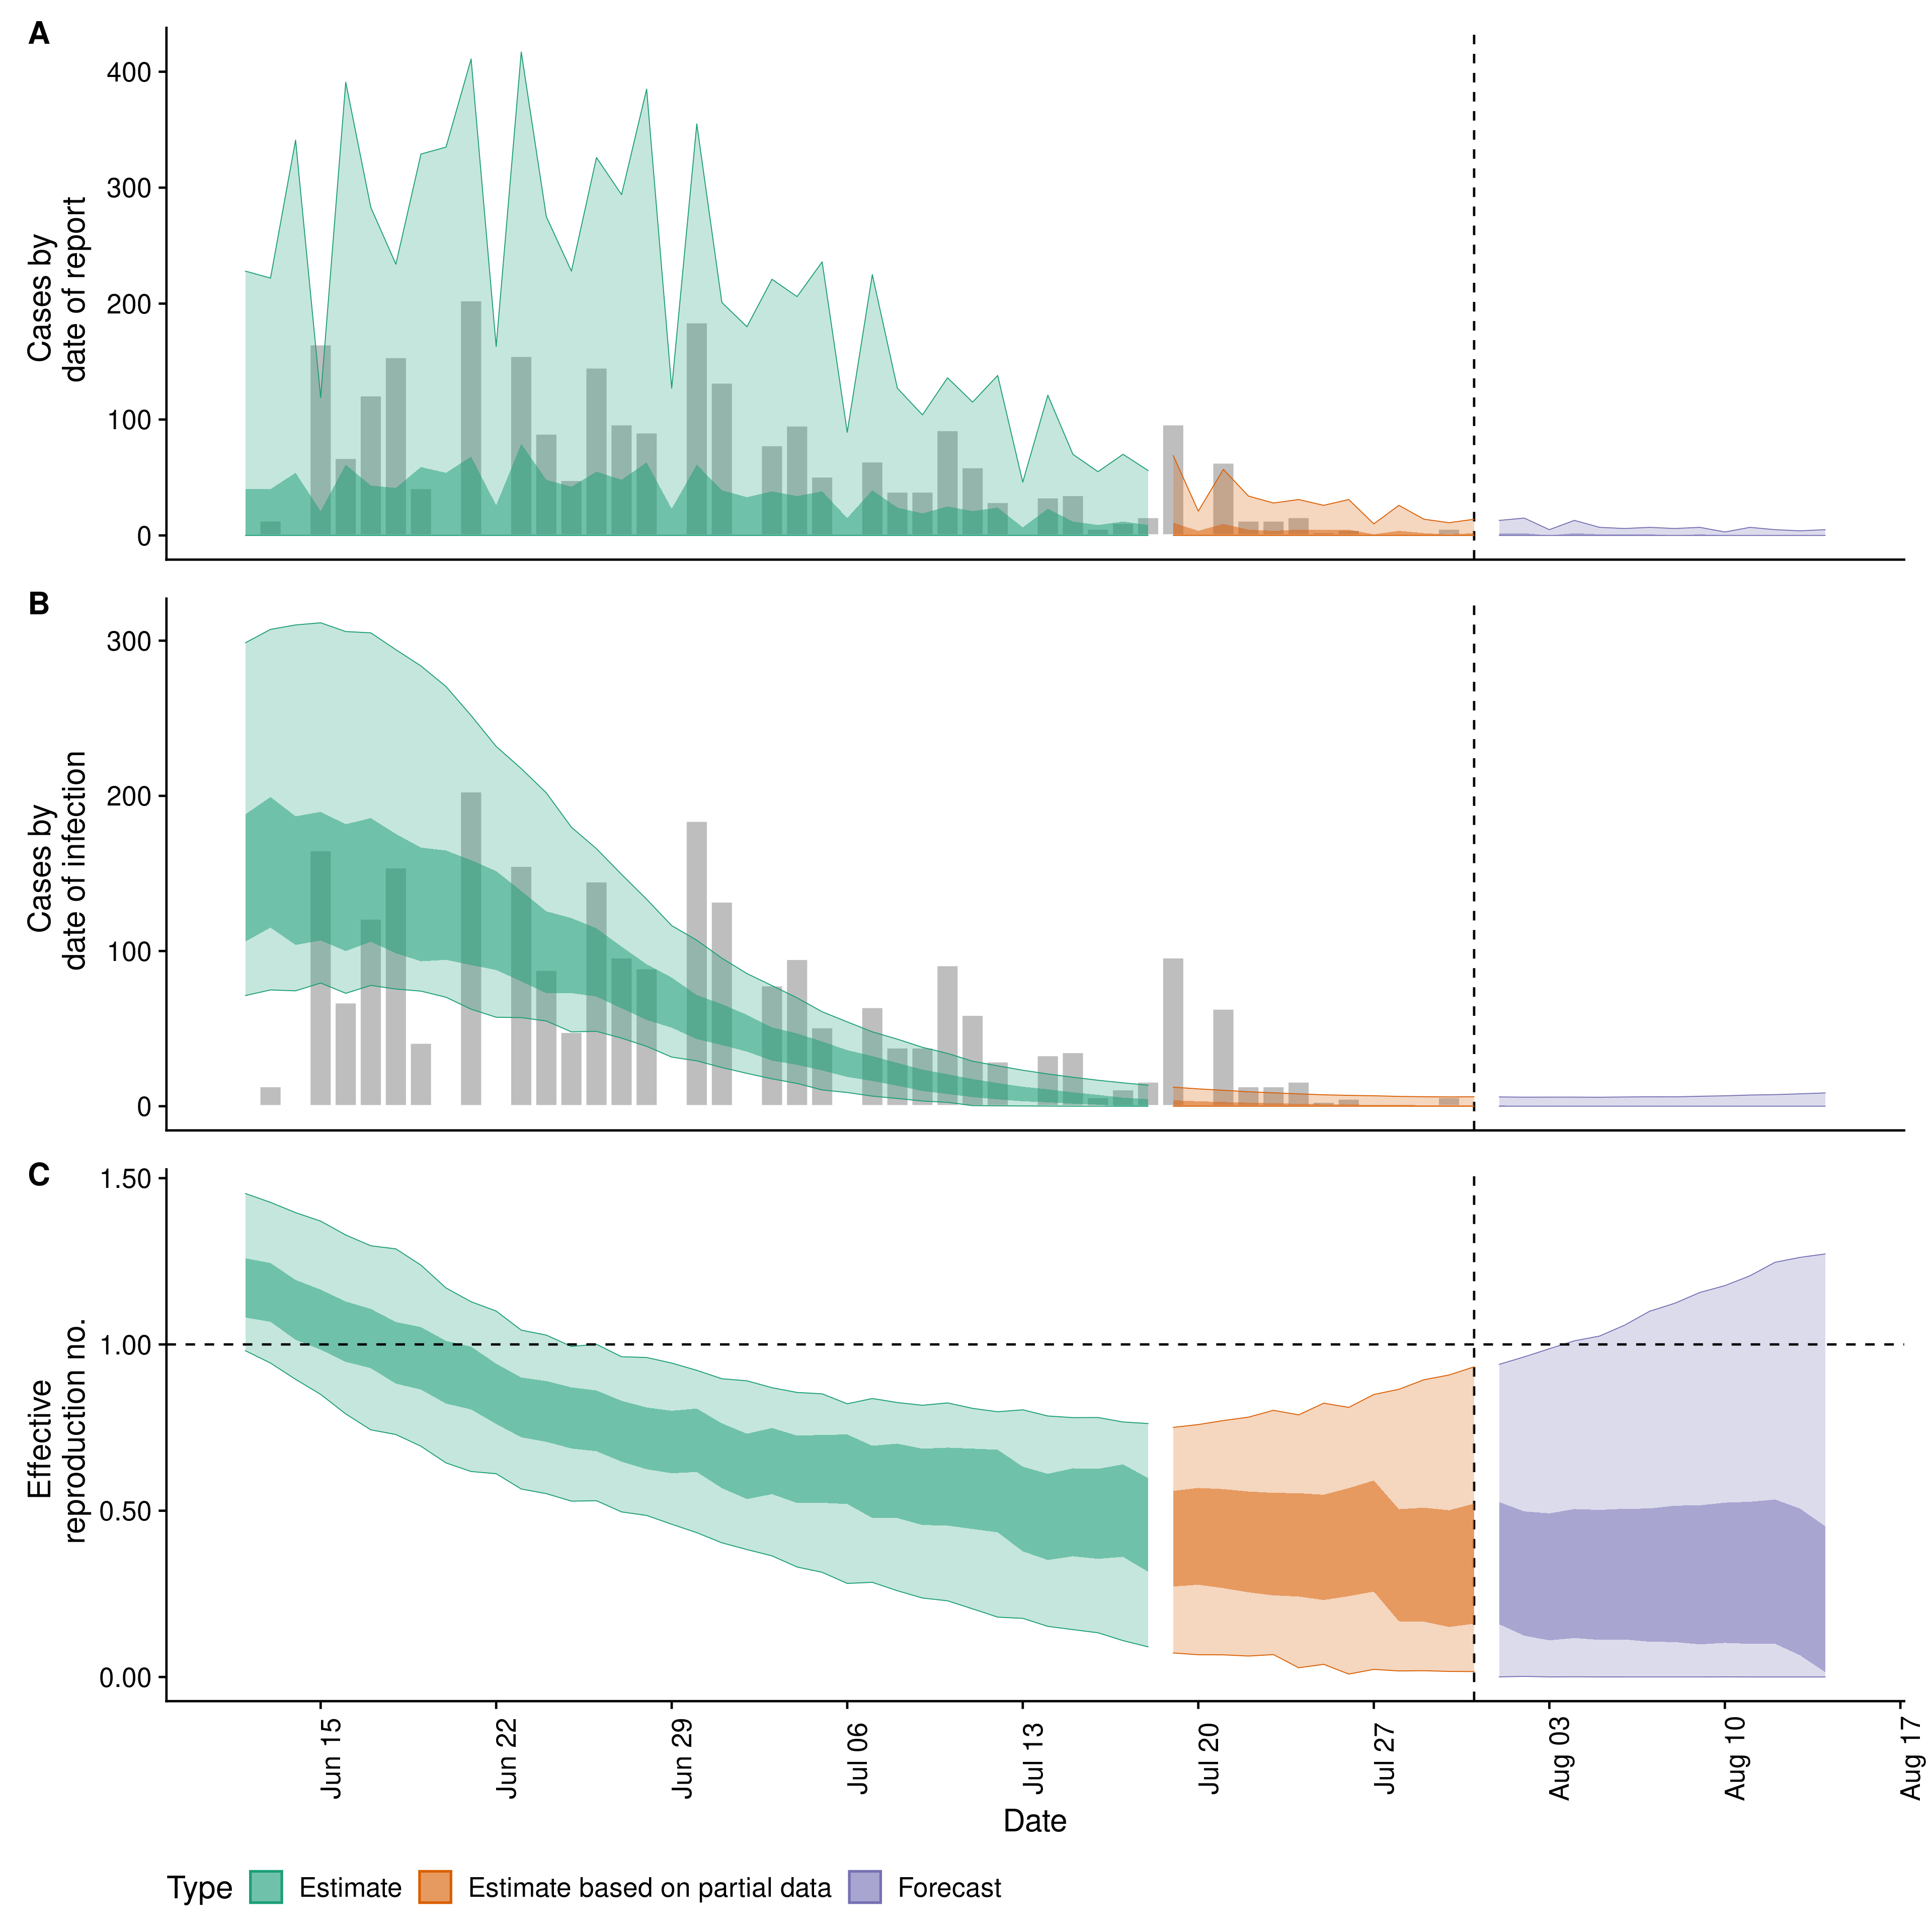 A
400
300
200
100
0
Cases by
date of report
B
300
200
100
0
Cases by
date of infection
C
1.50
1.00
0.50
0.00
Effective
reproduction no.
Jun 15
Jun 22
Jun 29
Jul 06
Jul 13
Jul 20
Jul 27
Aug 03
Aug 10
Aug 17
Date
Type Estimate Estimate based on partial data Forecast